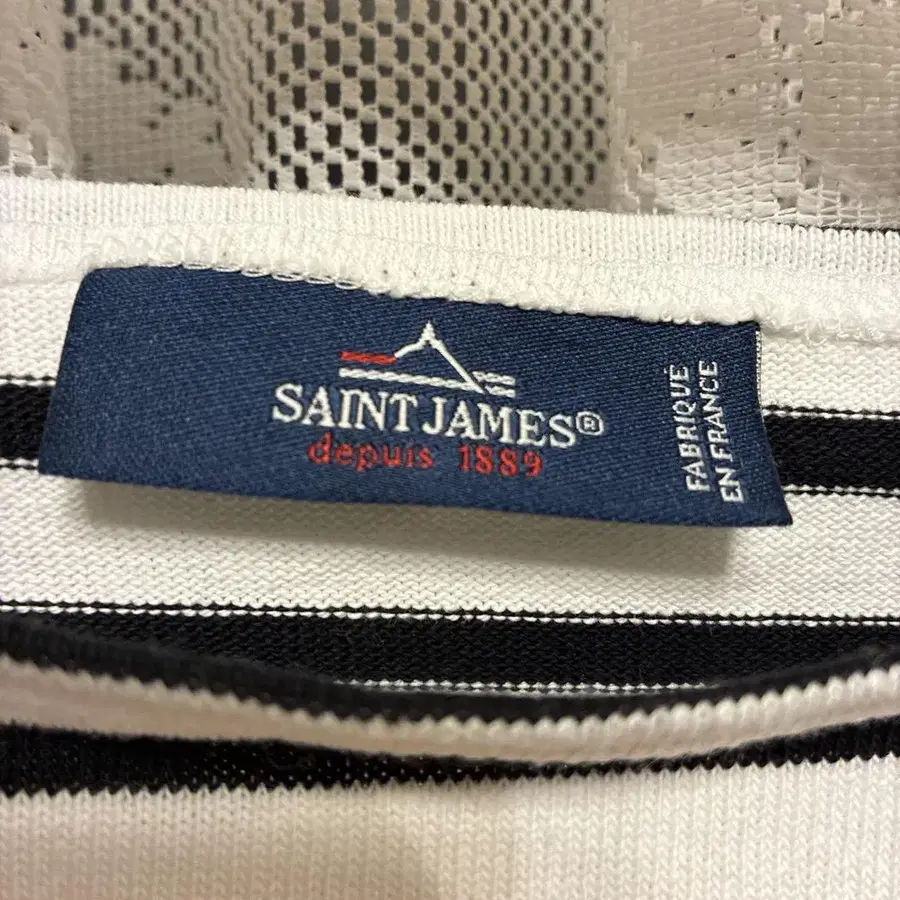 SAINT JAMES®
depuis 1889
FABRIQUÉ
EN FRANCE